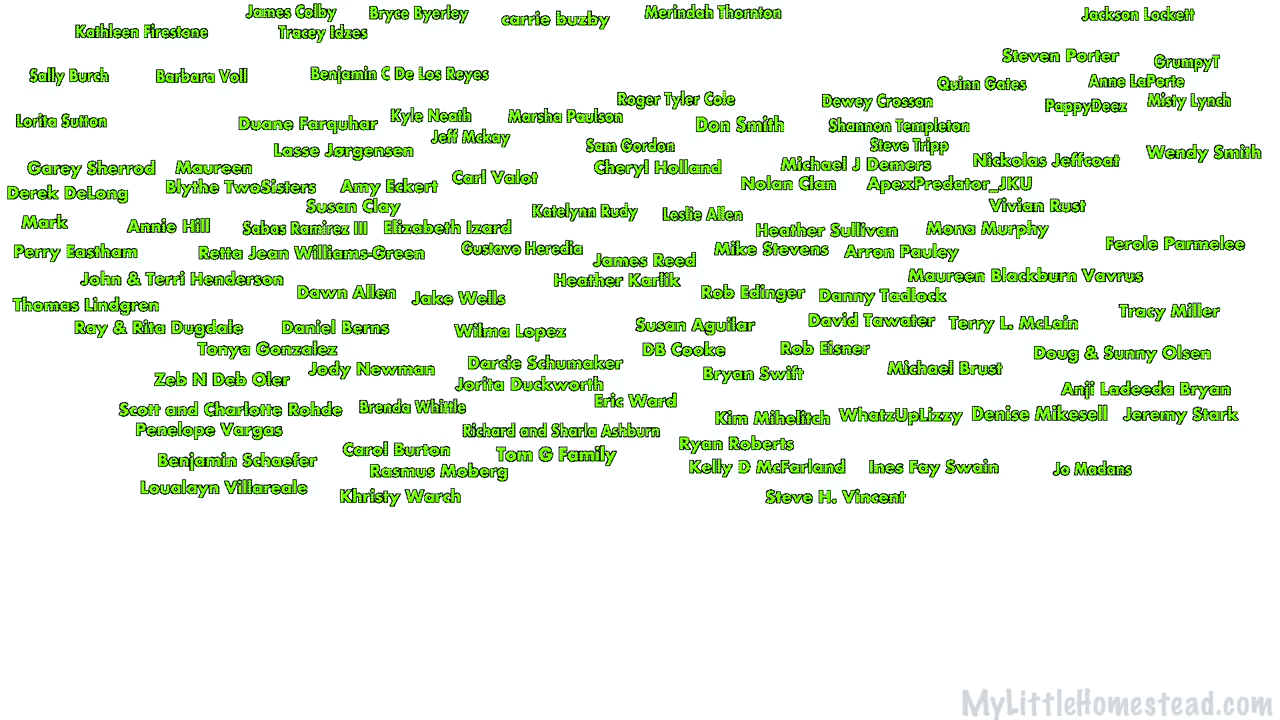 James Colby
Bryce Byerley
carrie buzby
Merindah Thornton
Jackson Lockett
Kathleen Firestone
Tracey Idzes
Steven Porter
GrumpyT
Sally Burch
Barbara Voll
Benjamin C De Los Reyes
Quinn Gates
Anne LaPorte
Roger Tyler Cole
Dewey Crosson
PappyDeez
Misty Lynch
Lorita Sutton
Duane Farquhar
Kyle Neath
Marsha Paulson
Don Smith
Shannon Templeton
Jeff Mckay
Lasse Jørgensen
Sam Gordon
Steve Tripp
Wendy Smith
Garey Sherrod
Maureen
Cheryl Holland
Michael J Demers
Nickolas Jeffcoat
Derek DeLong
Blythe TwoSisters
Amy Eckert
Carl Valot
Nolan Clan
ApexPredator_JKU
Susan Clay
Vivian Rust
Mark
Annie Hill
Sabas Ramirez III
Elizabeth Izard
Katelynn Rudy
Leslie Allen
Heather Sullivan
Mona Murphy
Perry Eastham
Retta Jean Williams-Green
Gustavo Heredia
James Reed
Mike Stevens
Arron Pauley
Ferole Parmelee
John & Terri Henderson
Heather Karlik
Maureen Blackburn Vavrus
Thomas Lindgren
Dawn Allen
Jake Wells
Rob Edinger
Danny Tadlock
Tracy Miller
Ray & Rita Dugdale
Daniel Berns
Wilma Lopez
Susan Aguilar
David Tawater
Terry L. McLain
Tonya Gonzalez
DB Cooke
Rob Eisner
Doug & Sunny Olsen
Jody Newman
Darcie Schumaker
Bryan Swift
Michael Brust
Zeb N Deb Oler
Jorita Duckworth
Anji Ladeeda Bryan
Scott and Charlotte Rohde
Brenda Whittle
Eric Ward
Kim Mihelitch
WhatzUpLizzy
Denise Mikesell
Jeremy Stark
Penelope Vargas
Richard and Sharla Ashburn
Ryan Roberts
Benjamin Schaefer
Carol Burton
Tom G Family
Rasmus Moberg
Kelly D McFarland
Ines Fay Swain
Jo Madans
Loualayn Villareale
Khristy Warch
Steve H. Vincent
MyLittleHomestead.com